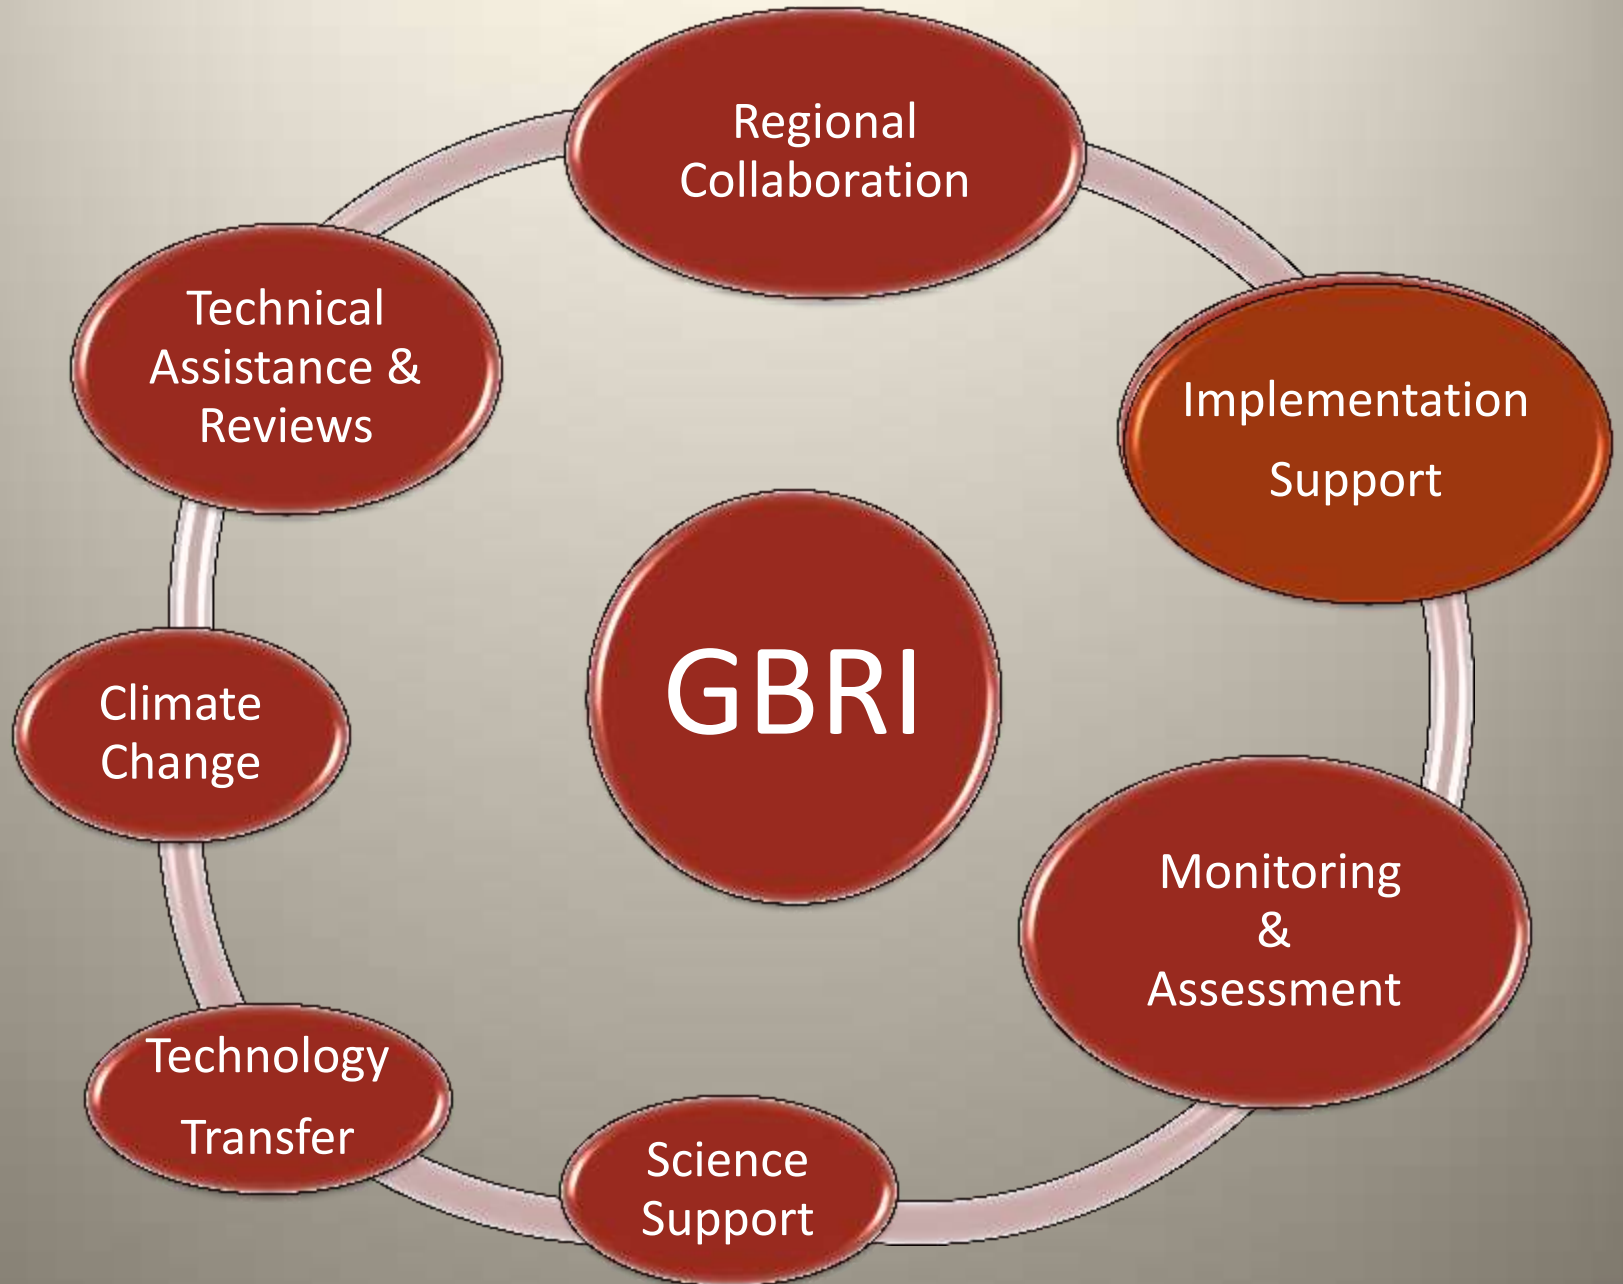 Regional
Collaboration
Implementation
Support
Monitoring
&
Assessment
Science
Support
Technology
Transfer
Climate
Change
Technical
Assistance &
Reviews
GBRI